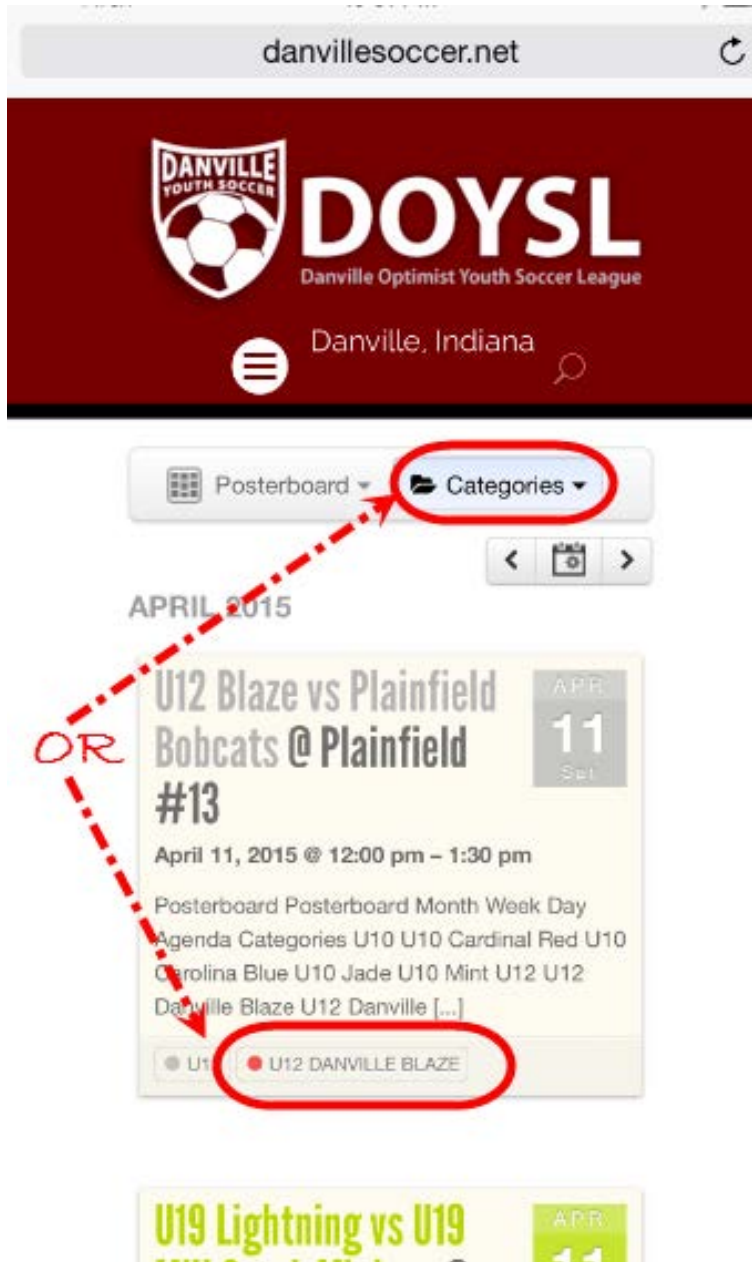 danvillesoccer.net
DANVILLE
YOUTH SOCCER
DOYSL
Danville Optimist Youth Soccer League
Danville, Indiana
Posterboard
Categories
APRIL 2015
U12 Blaze vs Plainfield
Bobcats @ Plainfield
#13
APR
11
Sat
April 11, 2015 @ 12:00 pm – 1:30 pm
Posterboard Posterboard Month Week Day
Agenda Categories U10 U10 Cardinal Red U10
Carolina Blue U10 Jade U10 Mint U12 U12
Danville Blaze U12 Danville [...]
OR
U12 DANVILLE BLAZE
U19 Lightning vs U19
APR
11